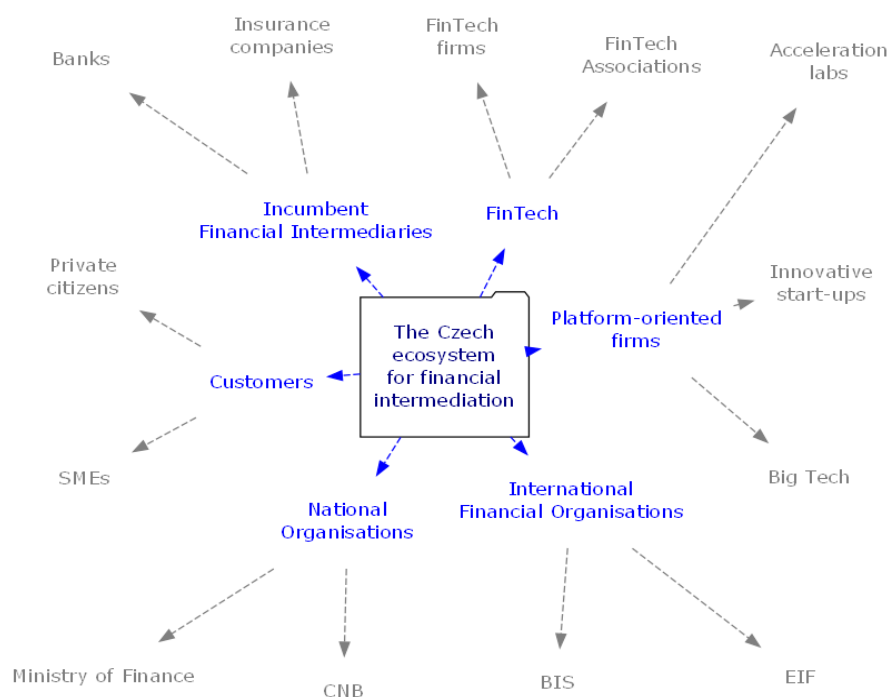 Insurance
companies
FinTech
firms
FinTech
Associations
Acceleration
labs
Banks
Incumbent
Financial Intermediaries
FinTech
Private
citizens
Innovative
start-ups
Platform-oriented
firms
The Czech
ecosystem
for financial
intermediation
Customers
SMEs
Big Tech
National
Organisations
International
Financial Organisations
Ministry of Finance
CNB
BIS
EIF